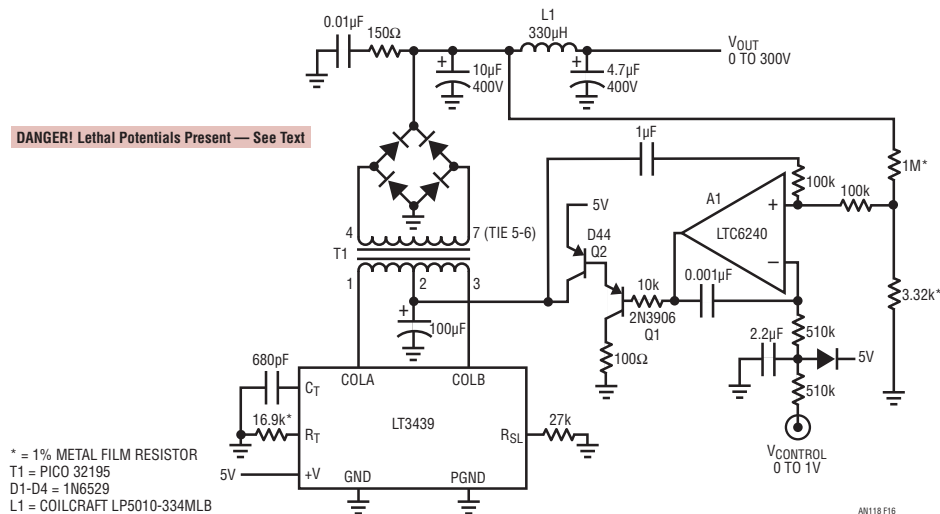 0.01µF
150Ω
L1
330µH
VOUT
0 TO 300V
+
10µF
400V
+
4.7µF
400V
DANGER! Lethal Potentials Present — See Text
1µF
1M*
100k
A1
100k
+
LTC6240
–
5V
D44
Q2
4
7 (TIE 5-6)
T1
1
2
3
10k
0.001µF
2N3906
Q1
3.32k*
+
100µF
510k
2.2µF
5V
100Ω
510k
680pF
COLA
COLB
CT
LT3439
16.9k*
RT
RSL
27k
VCONTROL
0 TO 1V
5V
+V
GND
PGND
* = 1% METAL FILM RESISTOR
T1 = PICO 32195
D1-D4 = 1N6529
L1 = COILCRAFT LP5010-334MLB
AN118 F16